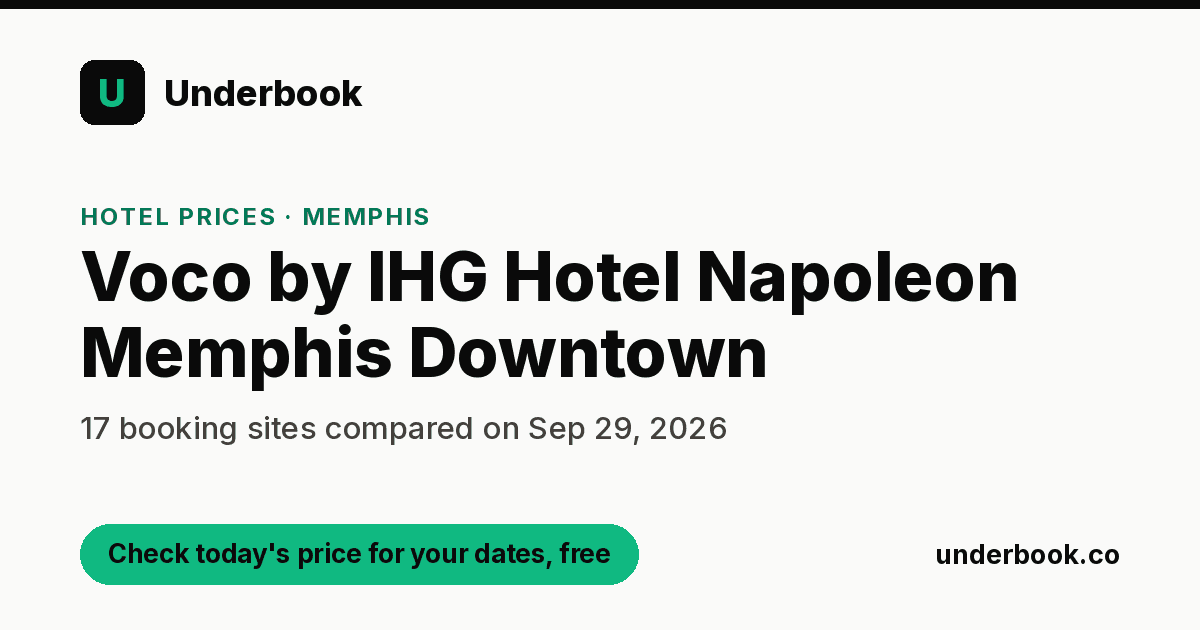 U Underbook
HOTEL PRICES · MEMPHIS
Voco by IHG Hotel Napoleon
Memphis Downtown
17 booking sites compared on Sep 29, 2026
Check today's price for your dates, free
underbook.co